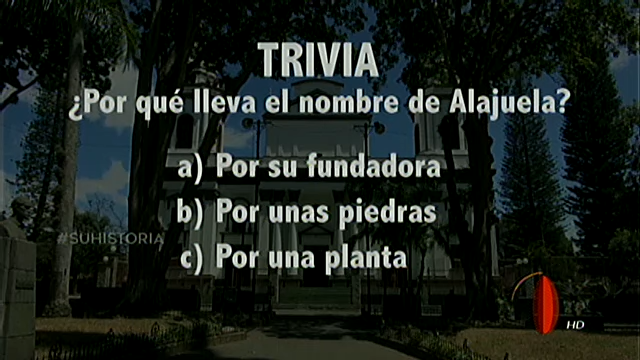 TRIVIA
¿Por qué lleva el nombre de Alajuela?
a) Por su fundadora
b) Por unas piedras
#SUHISTORIA
c) Por una planta
HD